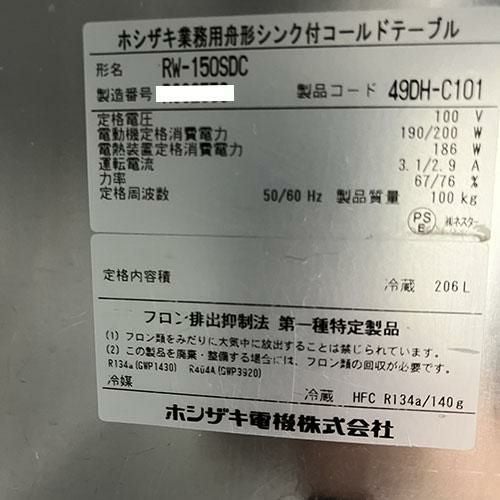 ホシザキ業務用舟形シンク付コールドテーブル
形名 RW-150SDC
製造番号 製品コード 49DH-C101
定格電圧 100 V
電動機定格消費電力 190/200 W
電熱装置定格消費電力 186 W
運転電流 3.1/2.9 A
力率 67/76 %
定格周波数 50/60 Hz 製品質量 100 kg
PS E ㈱ネスター
定格内容積 冷蔵 206 L
フロン排出抑制法 第一種特定製品
(1) フロン類をみだりに大気中に放出することは禁じられています。
(2) この製品を廃棄・整備する場合には、フロン類の回収が必要です。
R134a(GWP1430) R404A(GWP3920)
冷媒 冷蔵 HFC R134a/140g
ホシザキ電機株式会社